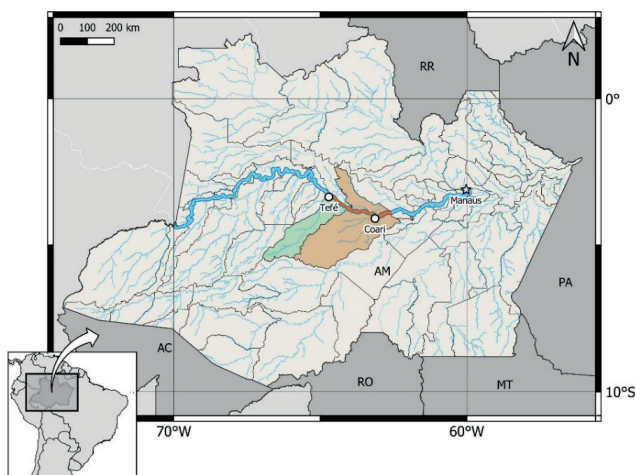 0 100 200 km
N
RR
0°
Manaus
Tefé
Coari
AM
PA
AC
RO
MT
10°S
70°W
60°W